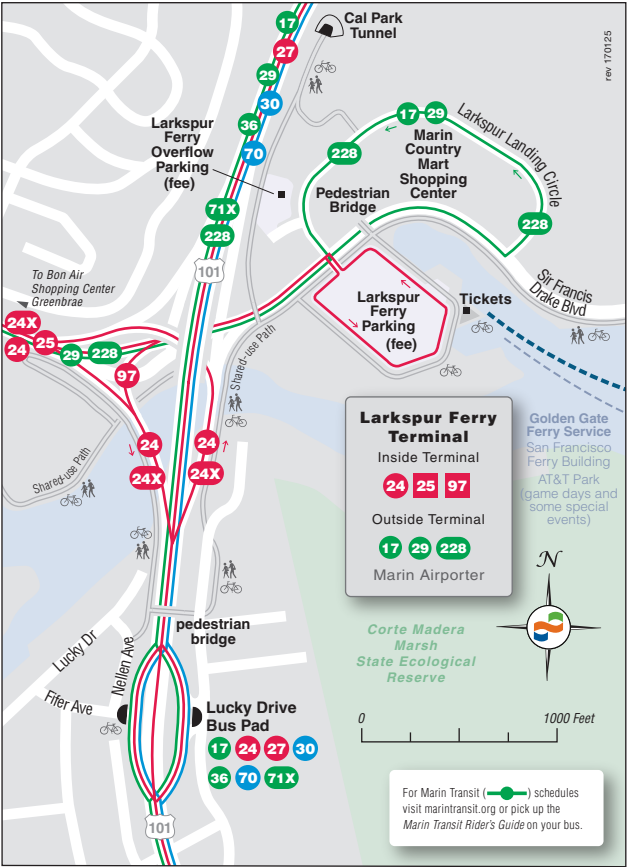 17
Cal Park
Tunnel
27
rev 170125
29
30
36
70
Larkspur
Ferry
Overflow
Parking
(fee)
71X
228
101
17
29
Larkspur Landing Circle
228
Marin
Country
Mart
Shopping
Center
Pedestrian
Bridge
228
Sir Francis
Drake Blvd
To Bon Air
Shopping Center
Greenbrae
24X
24
25
29
228
97
Larkspur
Ferry
Parking
(fee)
Tickets
Shared-use Path
24
24X
24
24X
Shared-use Path
Larkspur Ferry
Terminal
Inside Terminal
24
25
97
Outside Terminal
17
29
228
Marin Airporter
Golden Gate
Ferry Service
San Francisco
Ferry Building
AT&T Park
(game days and
some special
events)
N
Corte Madera
Marsh
State Ecological
Reserve
pedestrian
bridge
Lucky Dr
Nellen Ave
Fifer Ave
Lucky Drive
Bus Pad
17
24
27
30
36
70
71X
101
0
1000 Feet
For Marin Transit ( ) schedules
visit marintransit.org or pick up the
Marin Transit Rider's Guide on your bus.